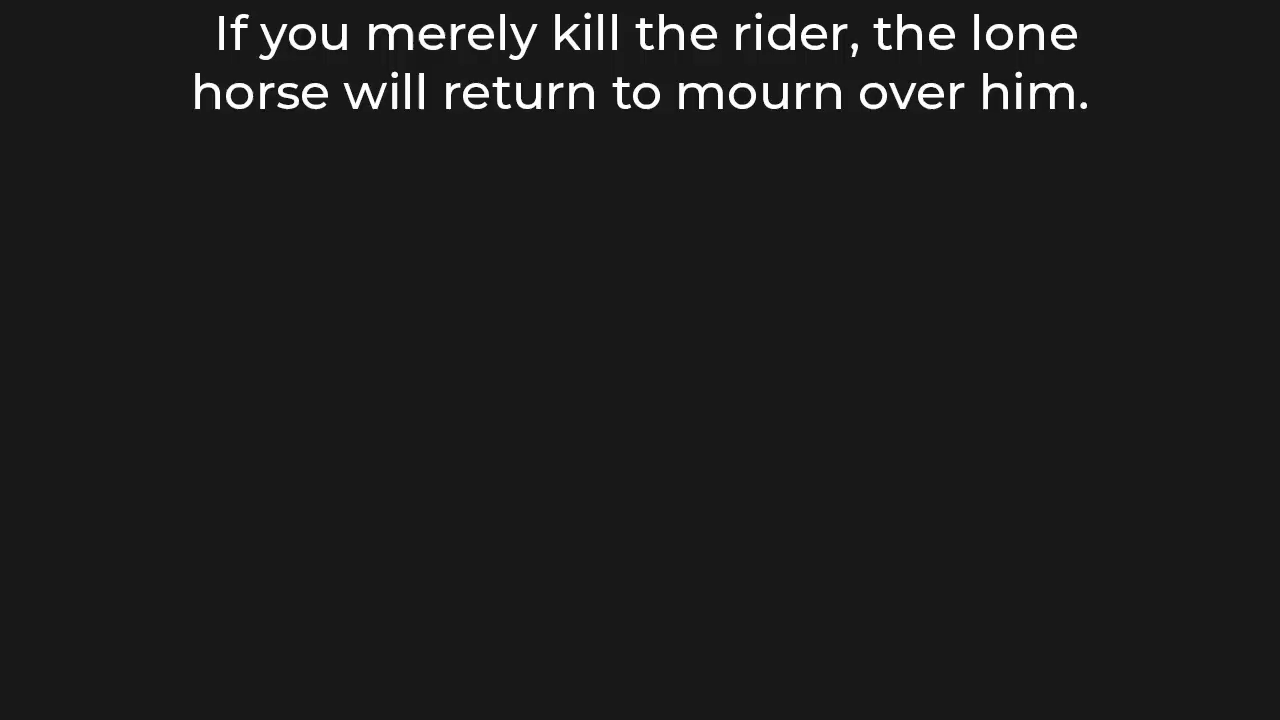 If you merely kill the rider, the lone
horse will return to mourn over him.